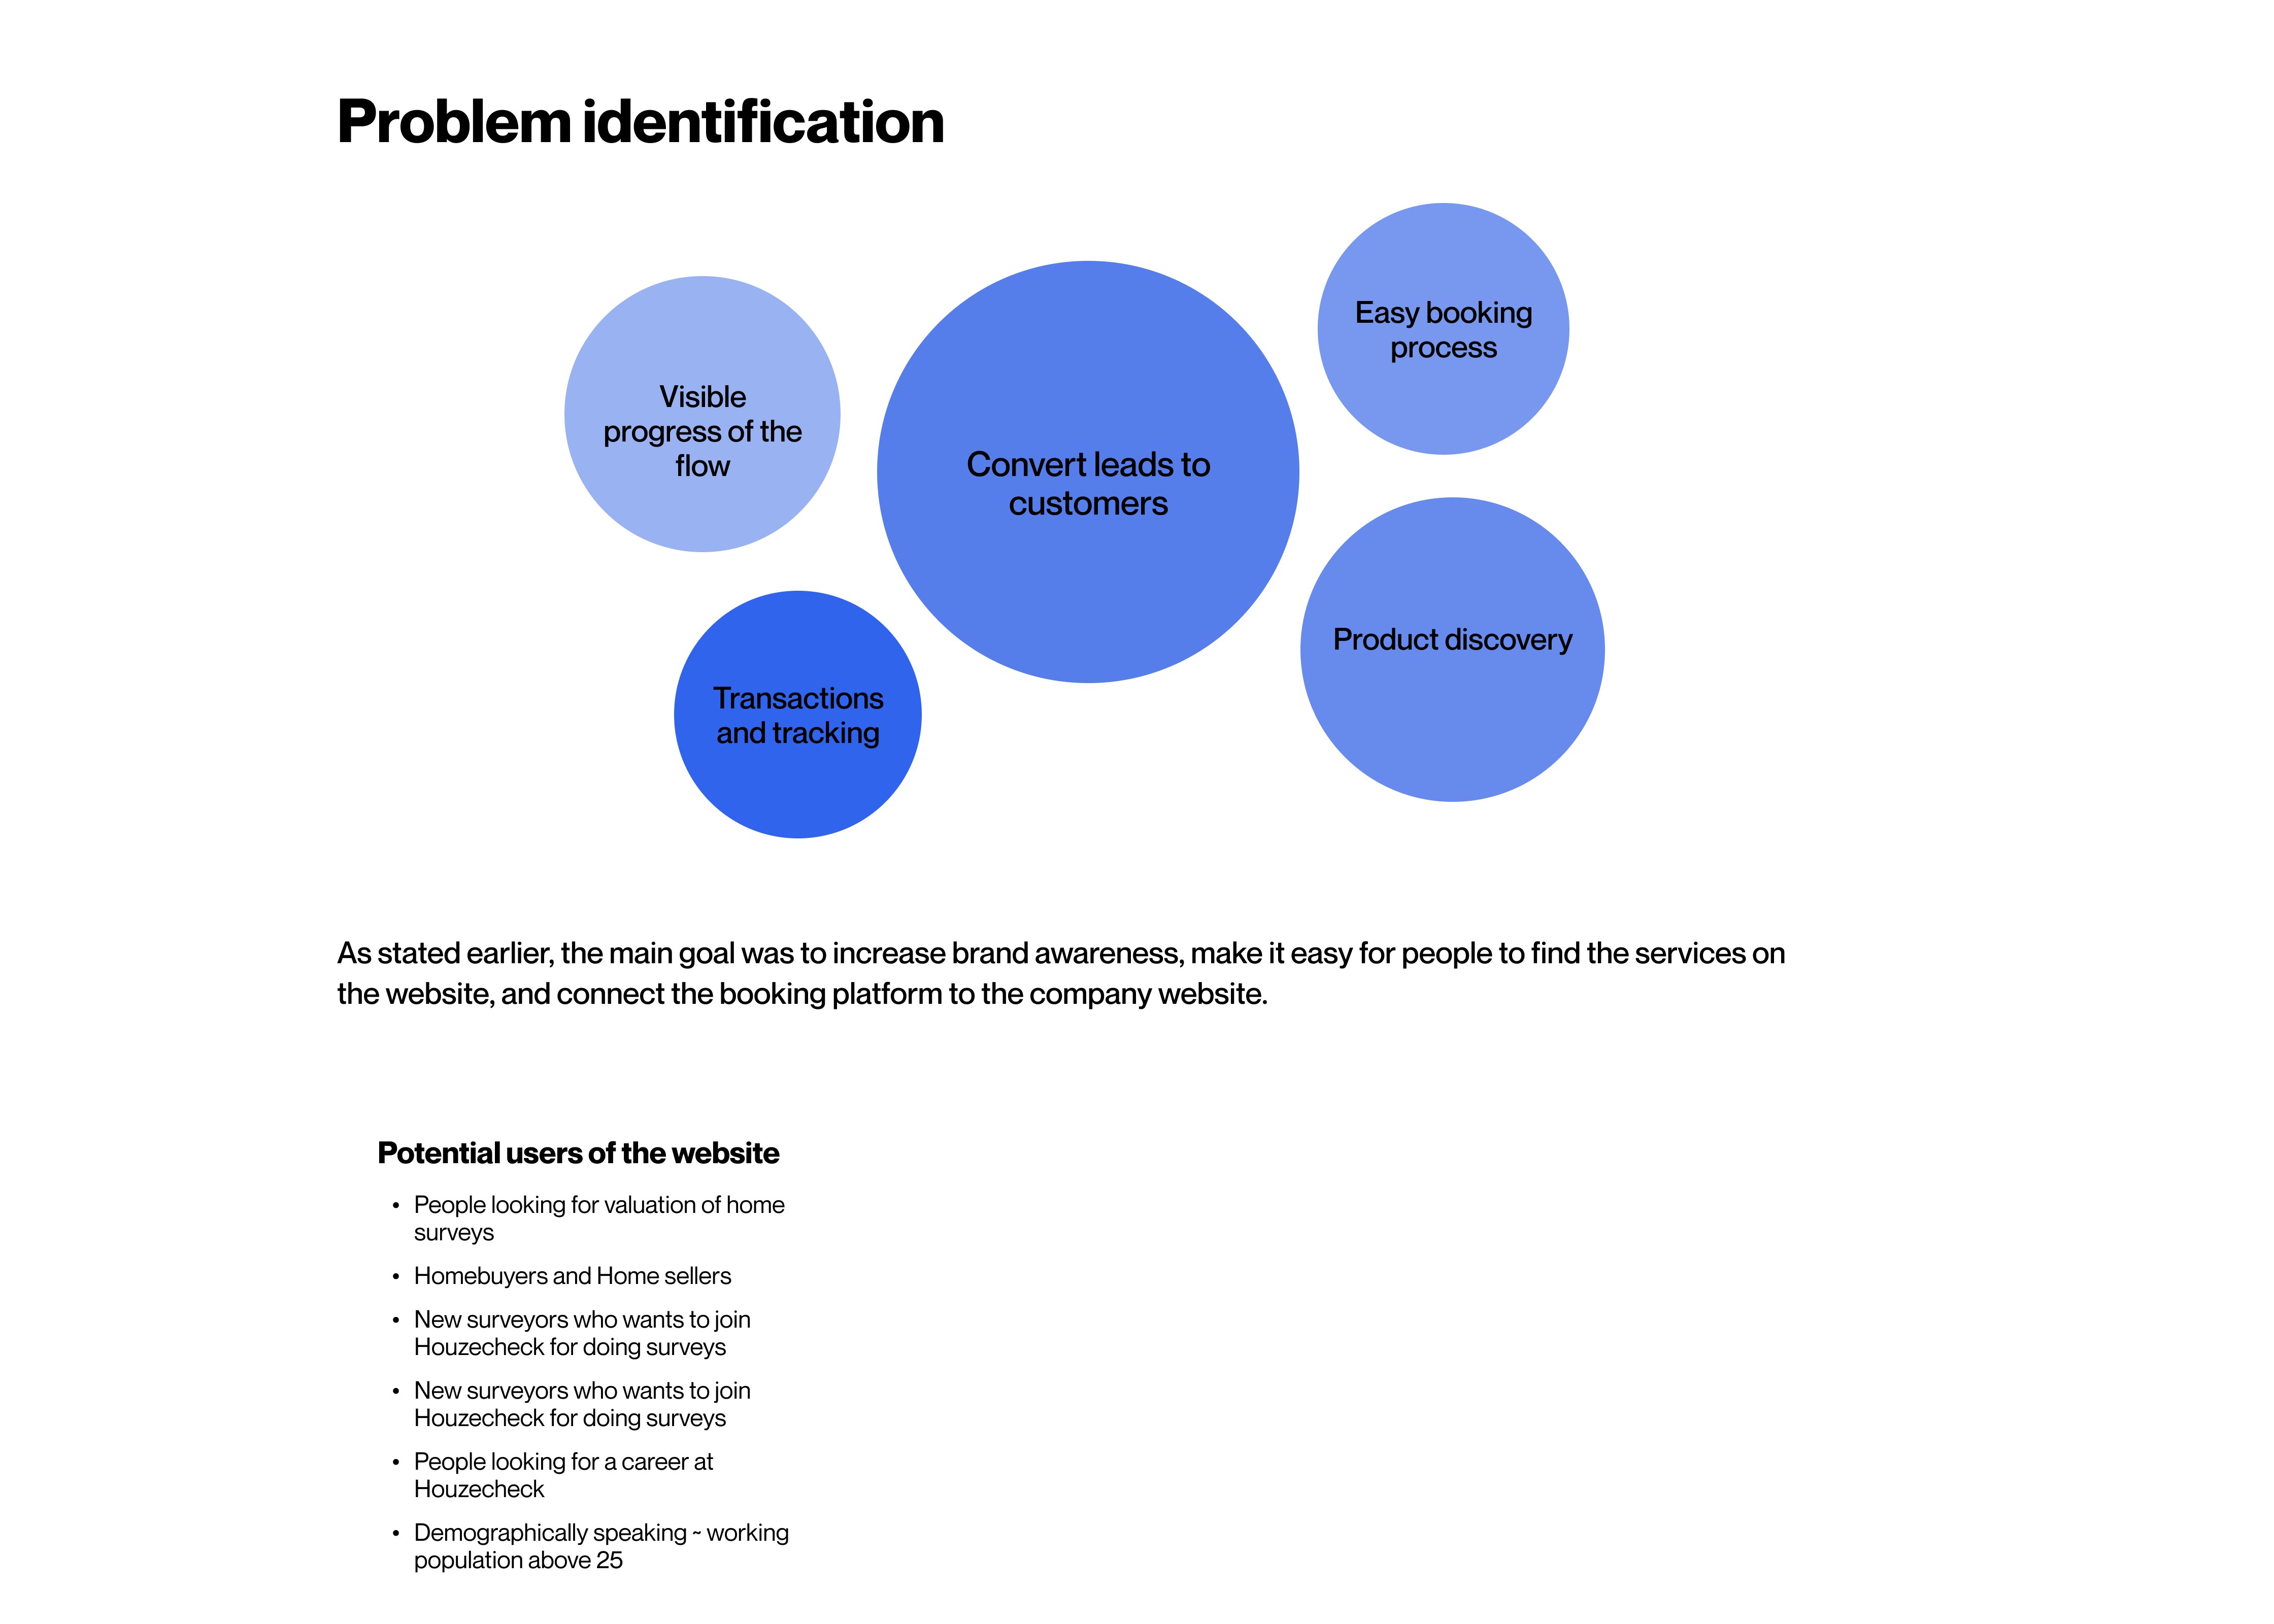 Problem identification
Easy booking
process
Visible
progress of the
flow
Convert leads to
customers
Product discovery
Transactions
and tracking
As stated earlier, the main goal was to increase brand awareness, make it easy for people to find the services on
the website, and connect the booking platform to the company website.
Potential users of the website
• People looking for valuation of home
surveys
• Homebuyers and Home sellers
• New surveyors who wants to join
Houzecheck for doing surveys
• New surveyors who wants to join
Houzecheck for doing surveys
• People looking for a career at
Houzecheck
• Demographically speaking ~ working
population above 25